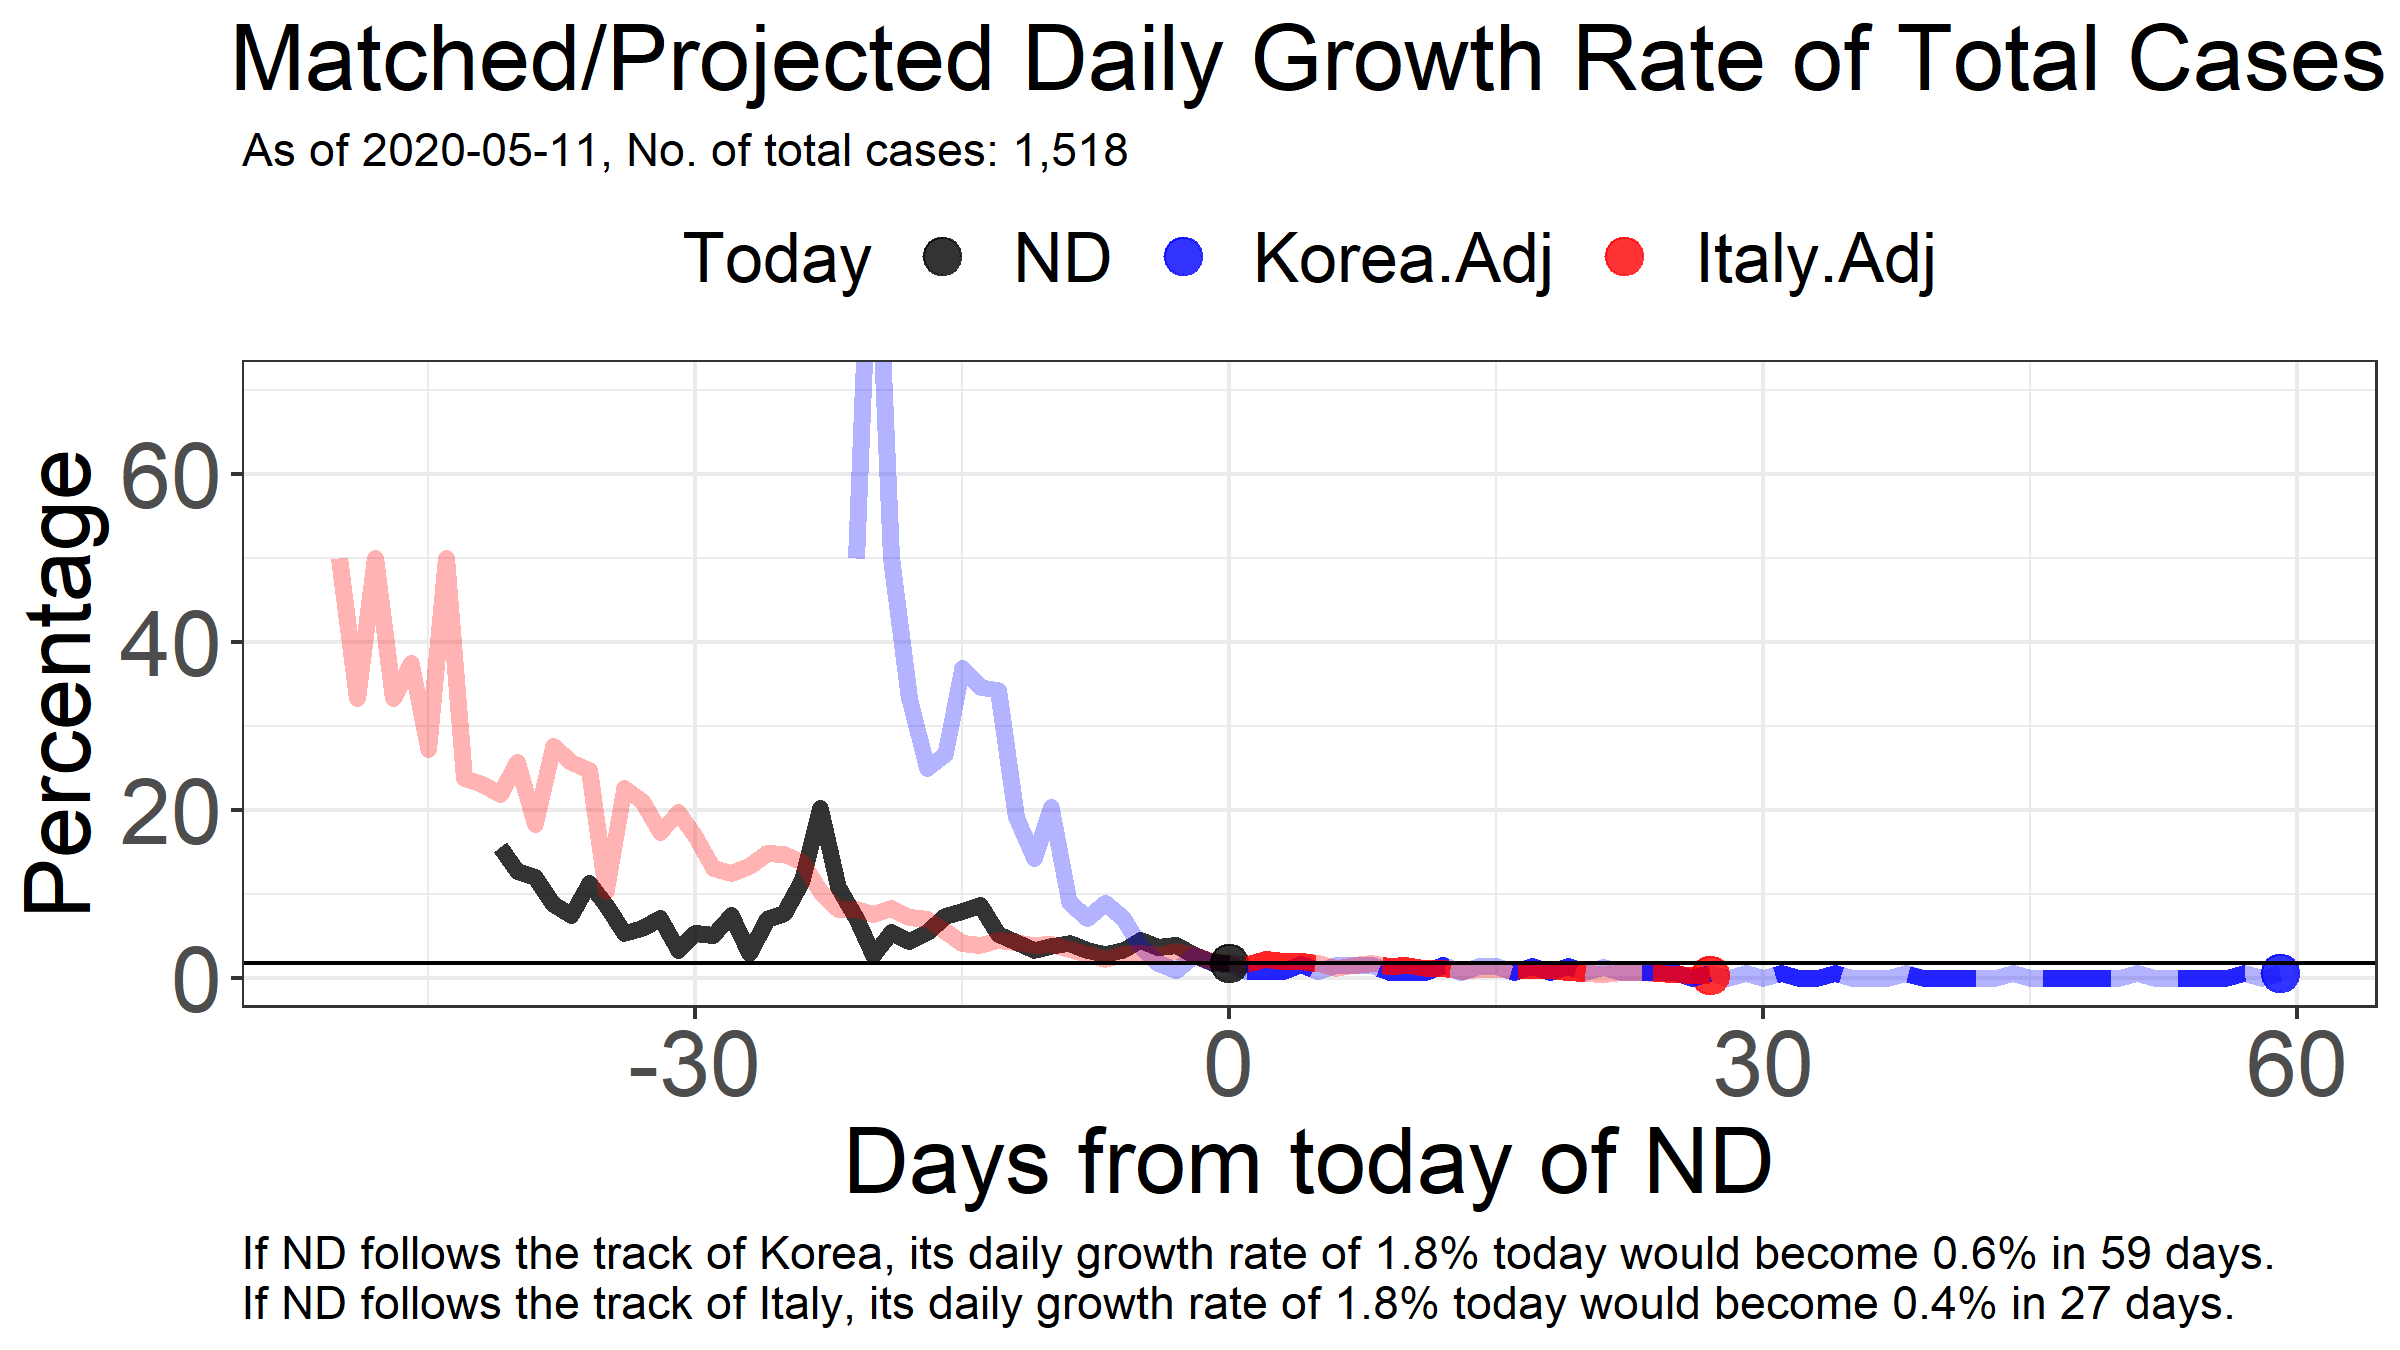 Matched/Projected Daily Growth Rate of Total Cases
As of 2020-05-11, No. of total cases: 1,518
Today ND Korea.Adj Italy.Adj
Percentage
60
40
20
0
-30 0 30 60
Days from today of ND
If ND follows the track of Korea, its daily growth rate of 1.8% today would become 0.6% in 59 days.
If ND follows the track of Italy, its daily growth rate of 1.8% today would become 0.4% in 27 days.